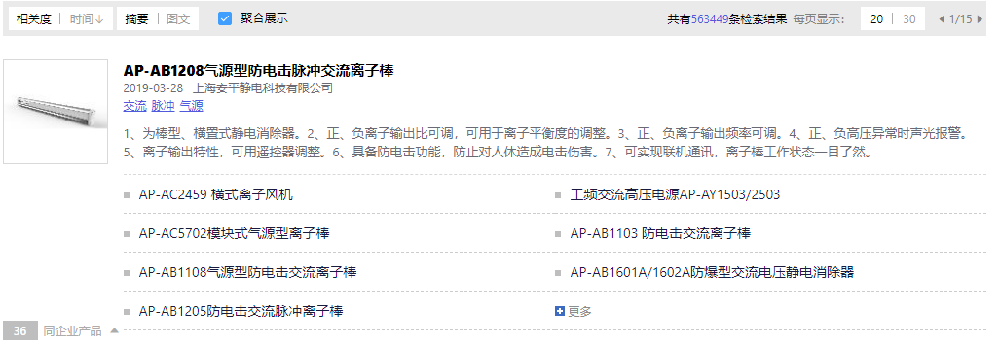 相关度 时间↓ 摘要 图文 聚合展示 共有563449条检索结果 每页显示： 20 30 1/15
AP-AB1208气源型防电击脉冲交流离子棒
2019-03-28 上海安平静电科技有限公司
交流 脉冲 气源
1、为棒型、横置式静电消除器。2、正、负离子输出比可调，可用于离子平衡度的调整。3、正、负离子输出频率可调。4、正、负高压异常时声光报警。
5、离子输出特性，可用遥控器调整。6、具备防电击功能，防止对人体造成电击伤害。7、可实现联机通讯，离子棒工作状态一目了然。
AP-AC2459 横式离子风机 工频交流高压电源AP-AY1503/2503
AP-AC5702模块式气源型离子棒 AP-AB1103 防电击交流离子棒
AP-AB1108气源型防电击交流离子棒 AP-AB1601A/1602A防爆型交流电压静电消除器
AP-AB1205防电击交流脉冲离子棒 更多
36 同企业产品